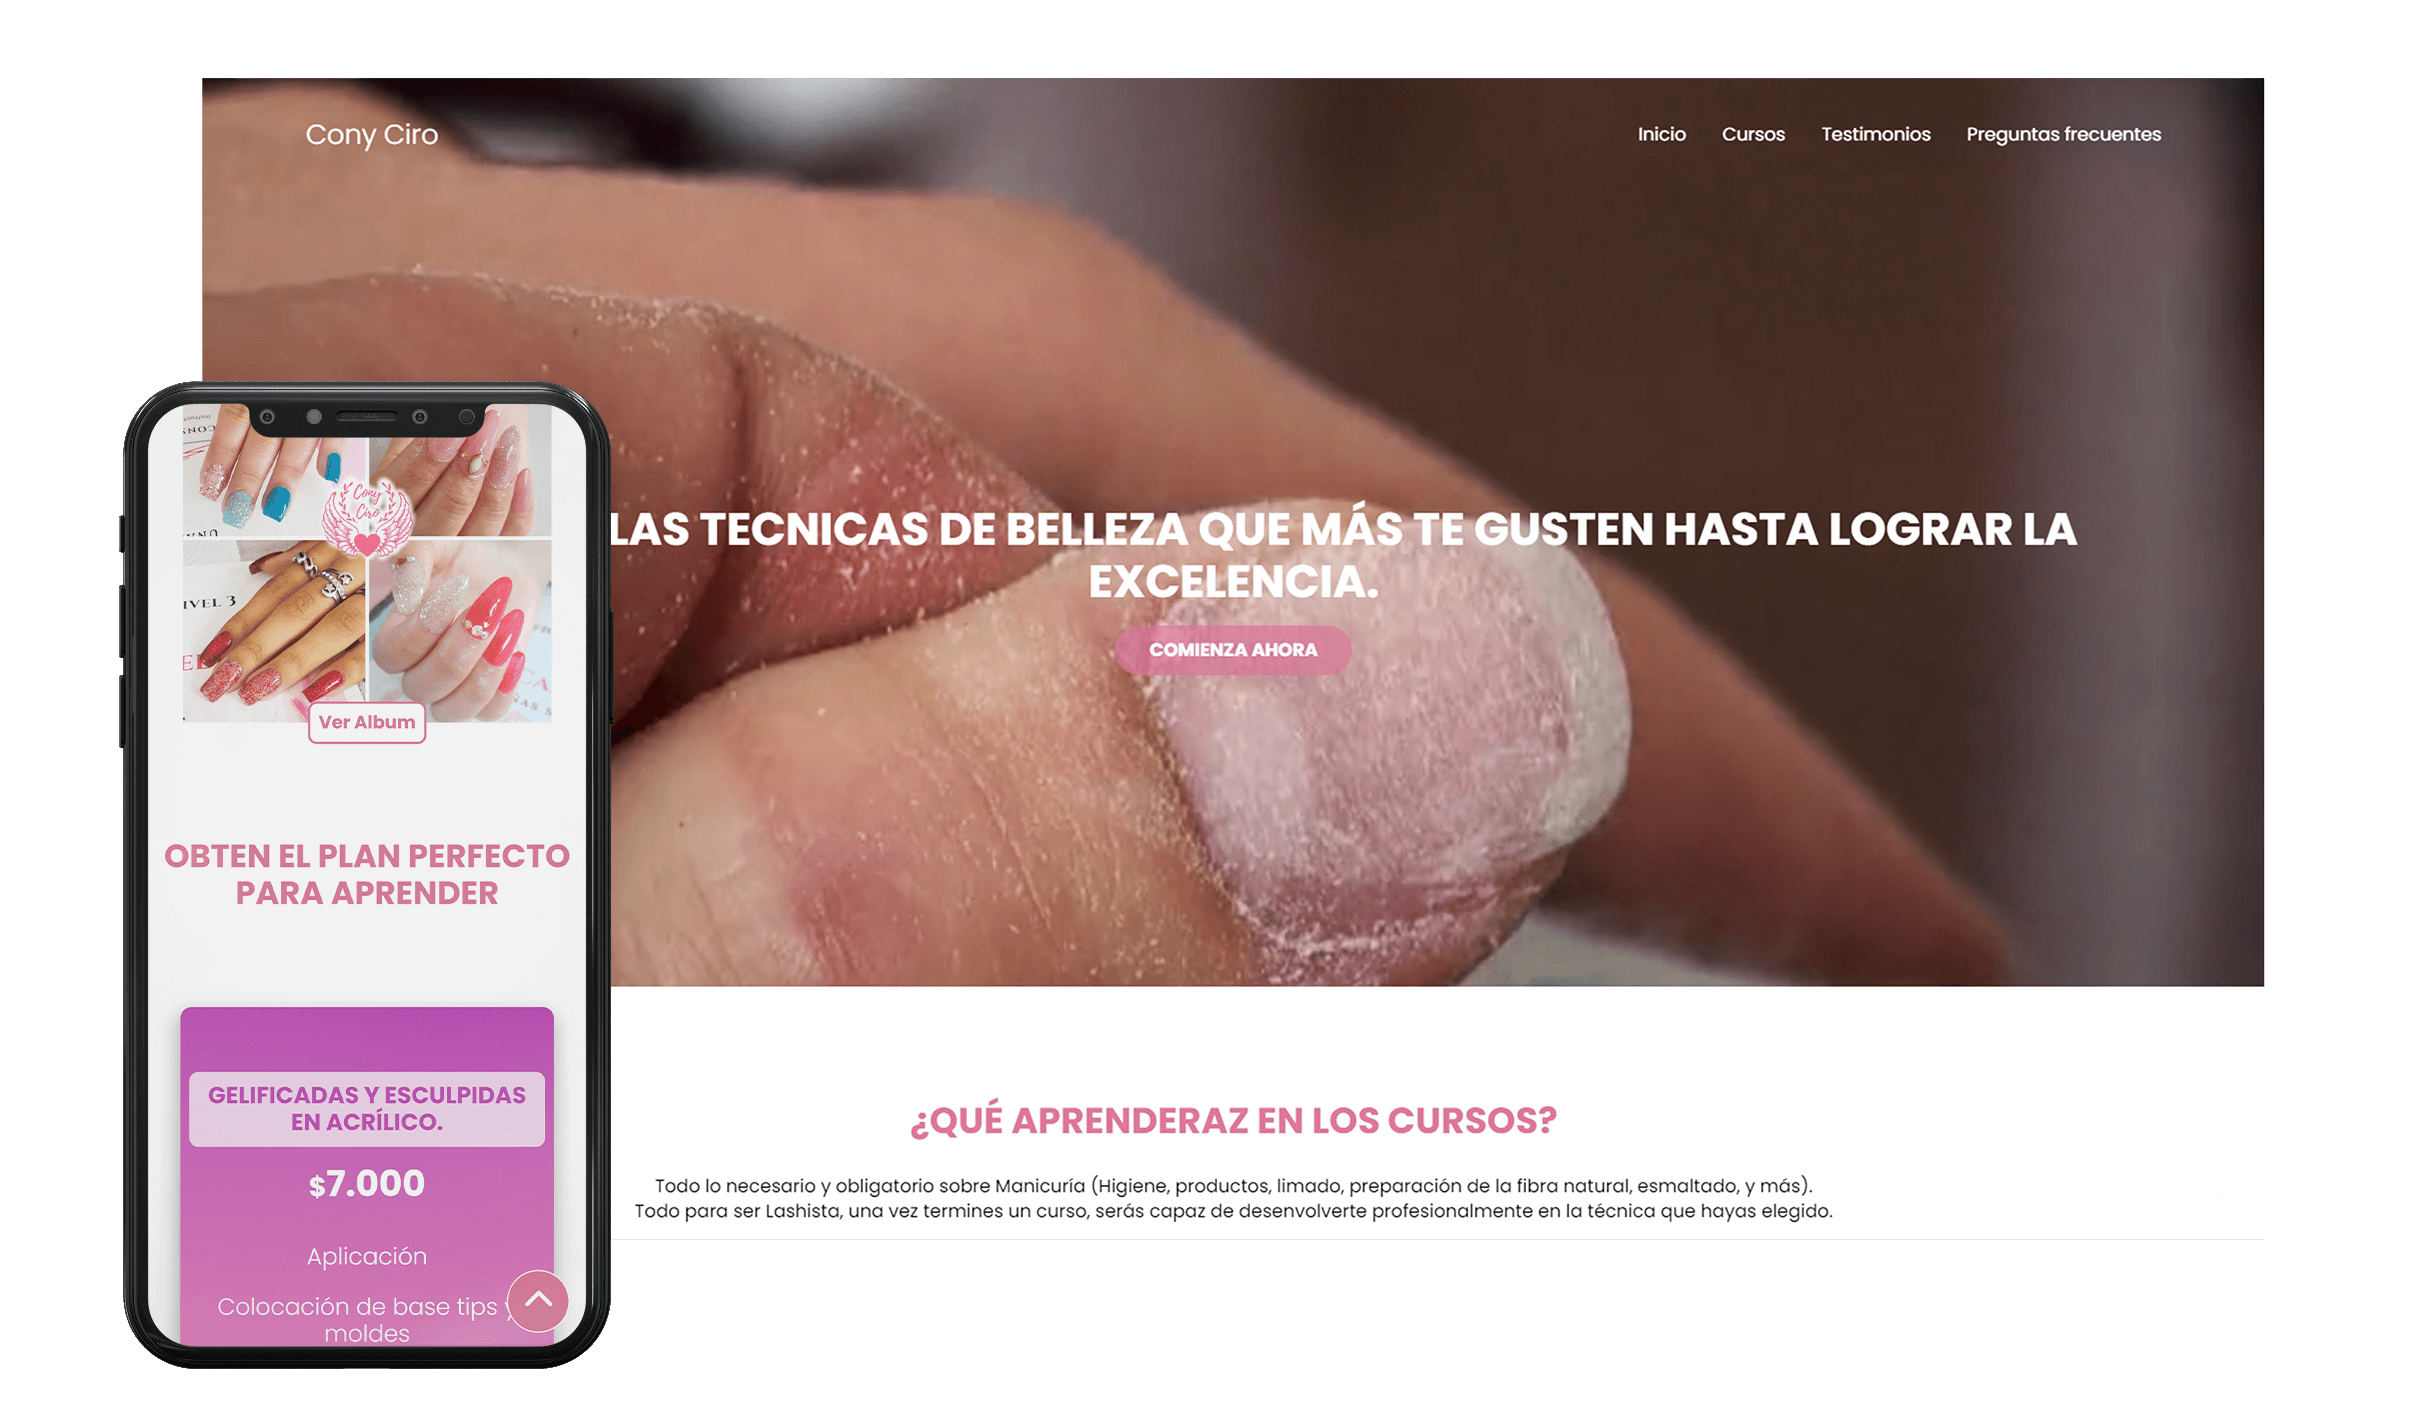 Cony Ciro
Inicio Cursos Testimonios Preguntas frecuentes
LAS TECNICAS DE BELLEZA QUE MÁS TE GUSTEN HASTA LOGRAR LA
EXCELENCIA.
COMIENZA AHORA
¿QUÉ APRENDERAZ EN LOS CURSOS?
Todo lo necesario y obligatorio sobre Manicuría (Higiene, productos, limado, preparación de la fibra natural, esmaltado, y más).
Todo para ser Lashista, una vez termines un curso, serás capaz de desenvolverte profesionalmente en la técnica que hayas elegido.
Cony
Ciro
IVEL 3
Ver Album
OBTEN EL PLAN PERFECTO
PARA APRENDER
GELIFICADAS Y ESCULPIDAS
EN ACRÍLICO.
$7.000
Aplicación
Colocación de base tips
moldes